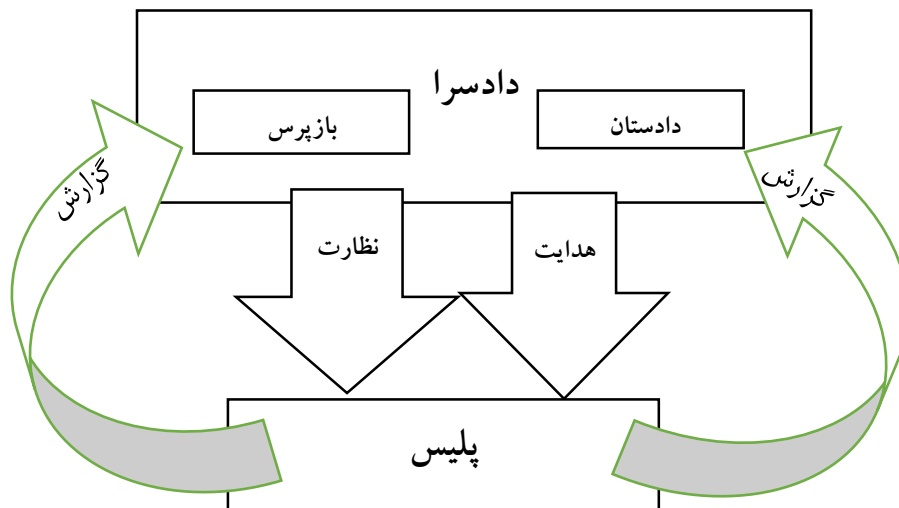 دادسرا
دادستان
بازپرس
گزارش
گزارش
هدایت
نظارت
پلیس